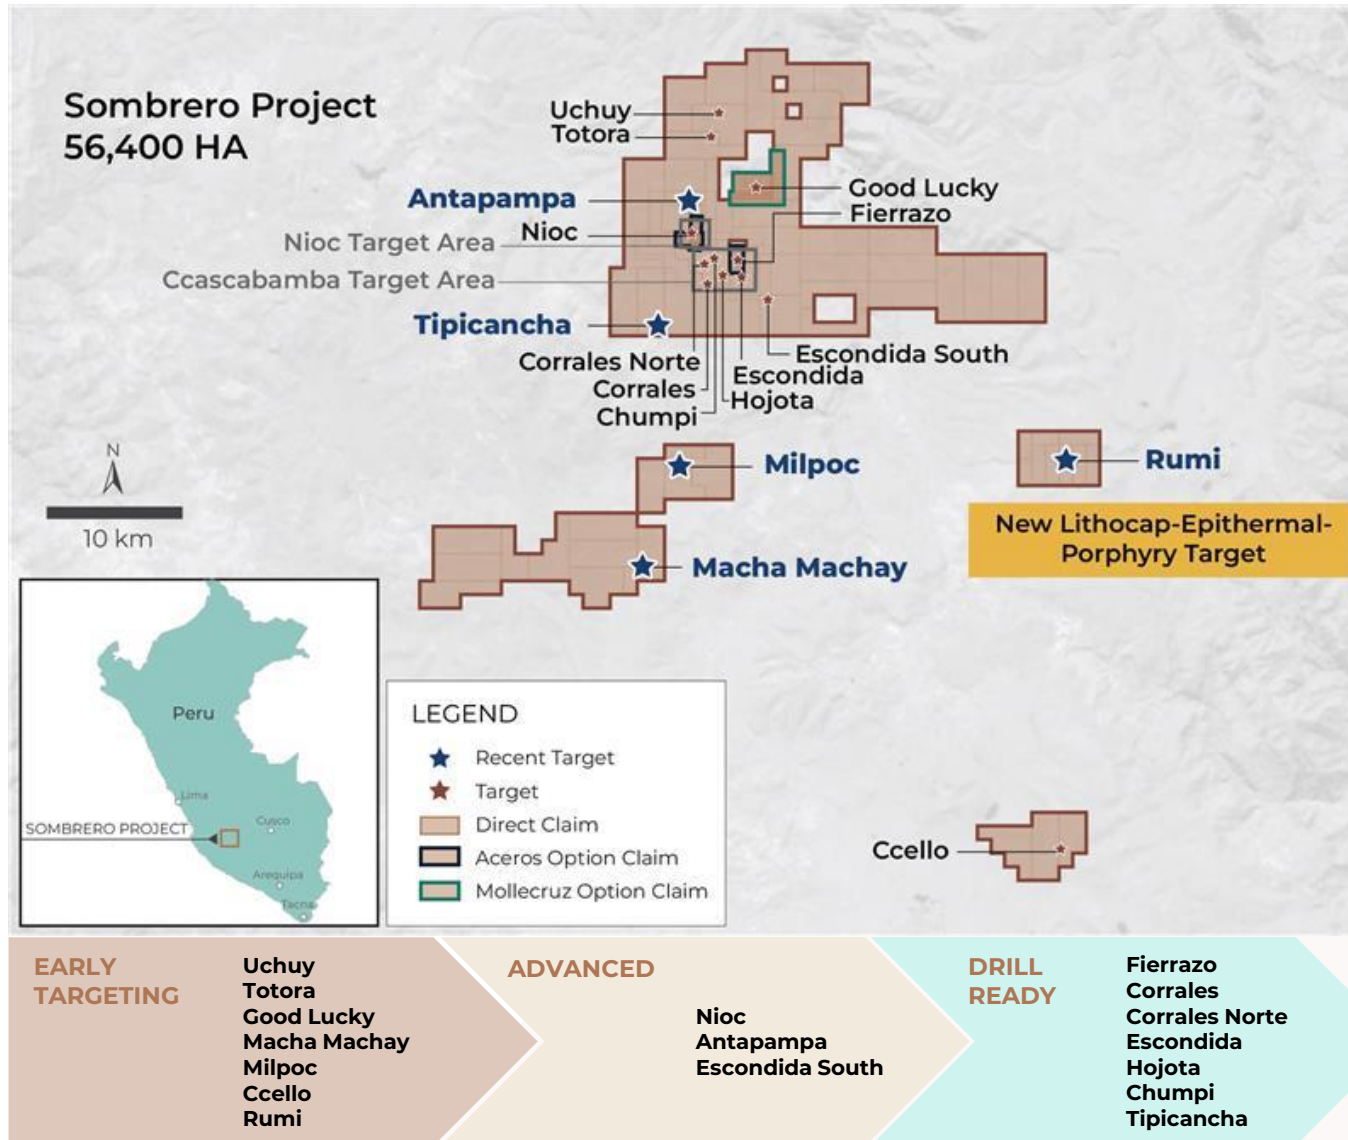 Sombrero Project
56,400 HA
Uchuy
Totora
Antapampa
Good Lucky
Fierrazo
Nioc
Nioc Target Area
Ccascabamba Target Area
Tipicancha
Corrales Norte
Corrales
Chumpi
Escondida South
Escondida
Hojota
Milpoc
Rumi
New Lithocap-Epithermal-
Porphyry Target
Macha Machay
N
10 km
Peru
Lima
Cusco
SOMBRERO PROJECT
Arequipa
Tacna
LEGEND
Recent Target
Target
Direct Claim
Aceros Option Claim
Mollecruz Option Claim
Ccello
EARLY
TARGETING
Uchuy
Totora
Good Lucky
Macha Machay
Milpoc
Ccello
Rumi
ADVANCED
Nioc
Antapampa
Escondida South
DRILL
READY
Fierrazo
Corrales
Corrales Norte
Escondida
Hojota
Chumpi
Tipicancha